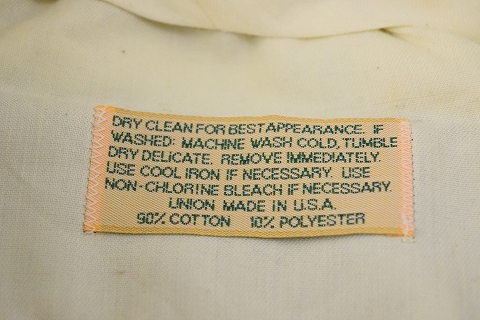 DRY CLEAN FOR BEST APPEARANCE. IF
WASHED: MACHINE WASH COLD, TUMBLE
DRY DELICATE. REMOVE IMMEDIATELY.
USE COOL IRON IF NECESSARY. USE
NON-CHLORINE BLEACH IF NECESSARY.
UNION MADE IN U.S.A.
90% COTTON 10% POLYESTER